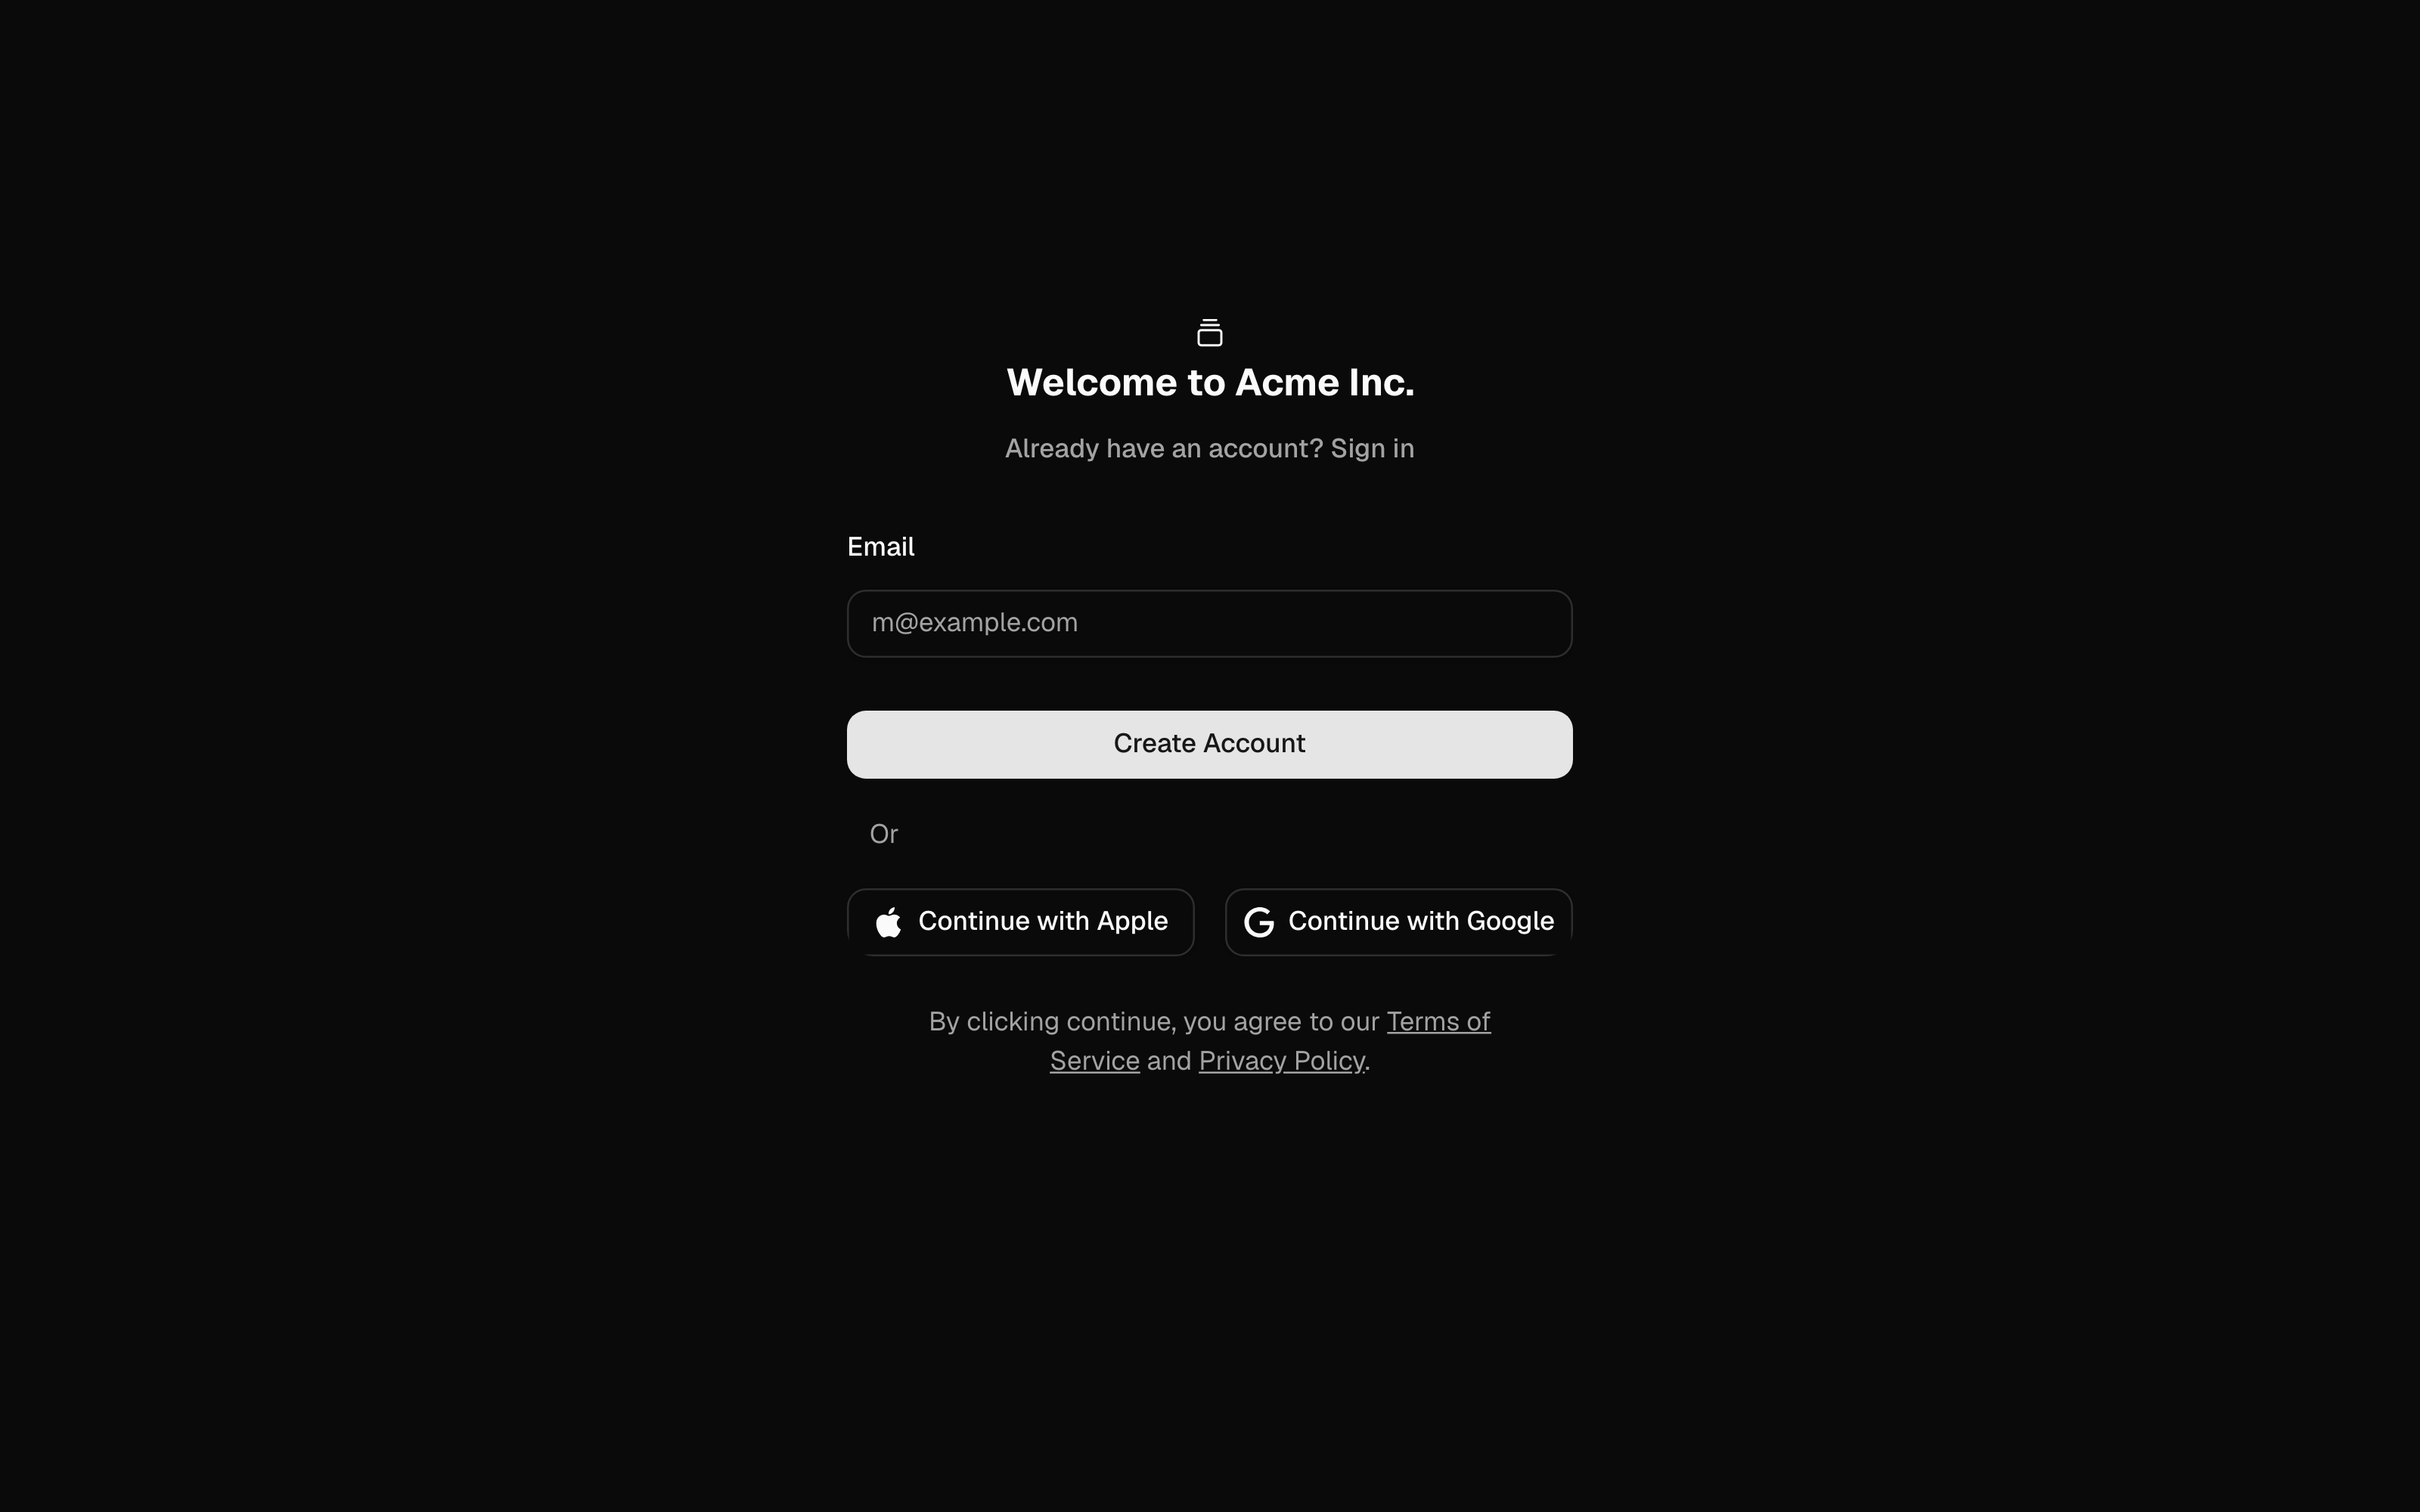 Welcome to Acme Inc.
Already have an account? Sign in
Email
m@example.com
Create Account
Or
Continue with Apple
Continue with Google
By clicking continue, you agree to our Terms of
Service and Privacy Policy.